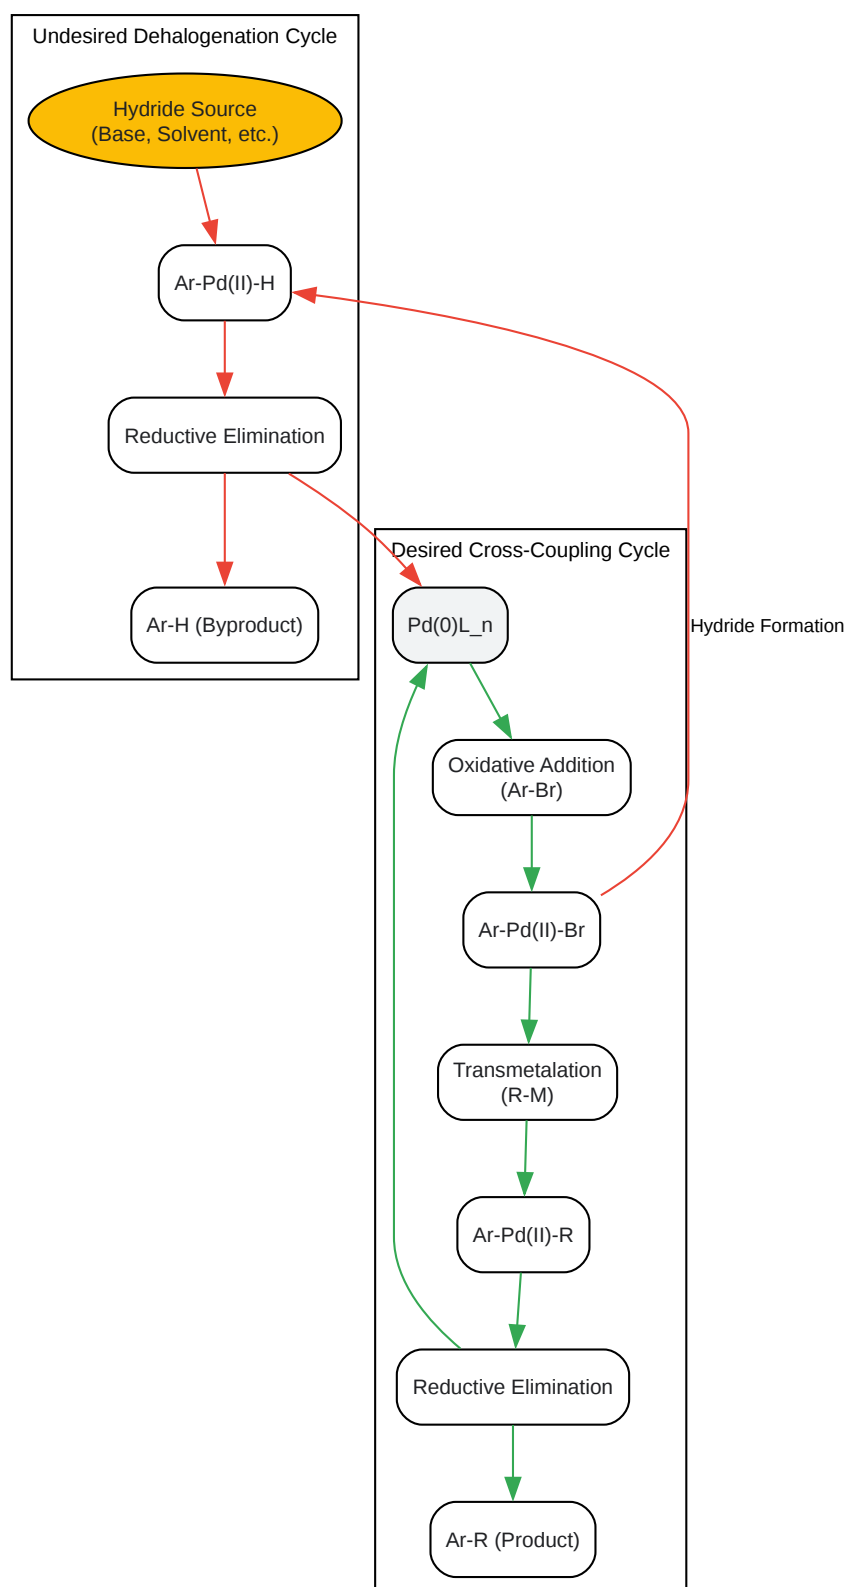 Undesired Dehalogenation Cycle
Hydride Source
(Base, Solvent, etc.)
Ar-Pd(II)-H
Reductive Elimination
Ar-H (Byproduct)
Desired Cross-Coupling Cycle
Pd(0)L_n
Hydride Formation
Oxidative Addition
(Ar-Br)
Ar-Pd(II)-Br
Transmetalation
(R-M)
Ar-Pd(II)-R
Reductive Elimination
Ar-R (Product)